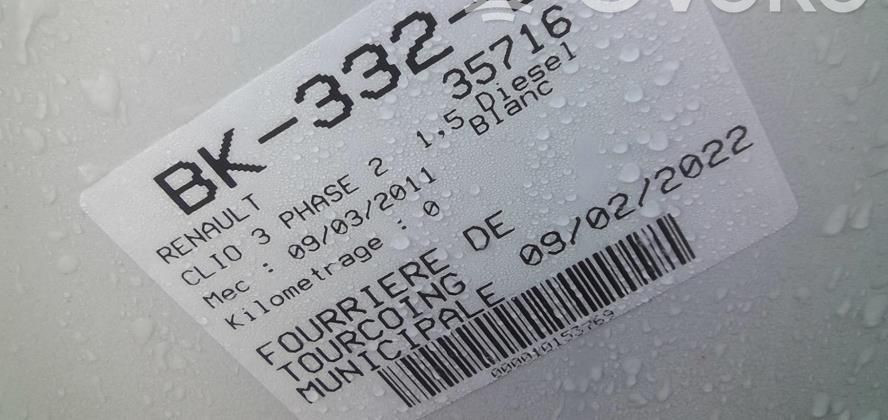 BK-332-
35716
RENAULT
CLIO 3 PHASE 2 1,5 Diesel
Mec : 09/03/2011 Blanc
Kilometrage : 0
FOURRIERE DE
TOURCOING 09/02/2022
MUNICIPALE
000010153769